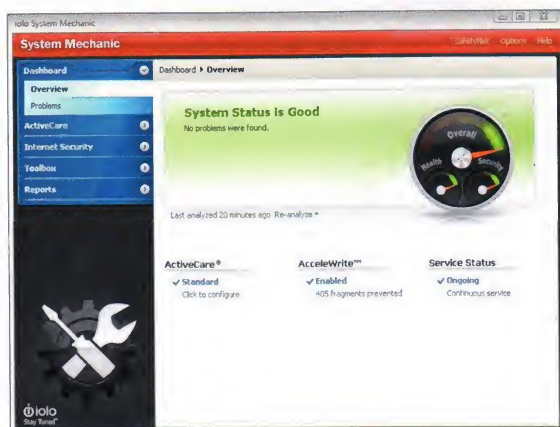 iolo System Mechanic
System Mechanic
SafetyNet Options Help
Dashboard
Overview
Problems
ActiveCare
Internet Security
Toolbox
Reports
Dashboard Overview
System Status is Good
No problems were found.
Overall
Health Security
Last analyzed 20 minutes ago Re-analyze
ActiveCare®
Standard
Click to configure
AcceleWrite™
Enabled
405 fragments prevented
Service Status
Ongoing
Continuous service
iolo
Stay Tuned